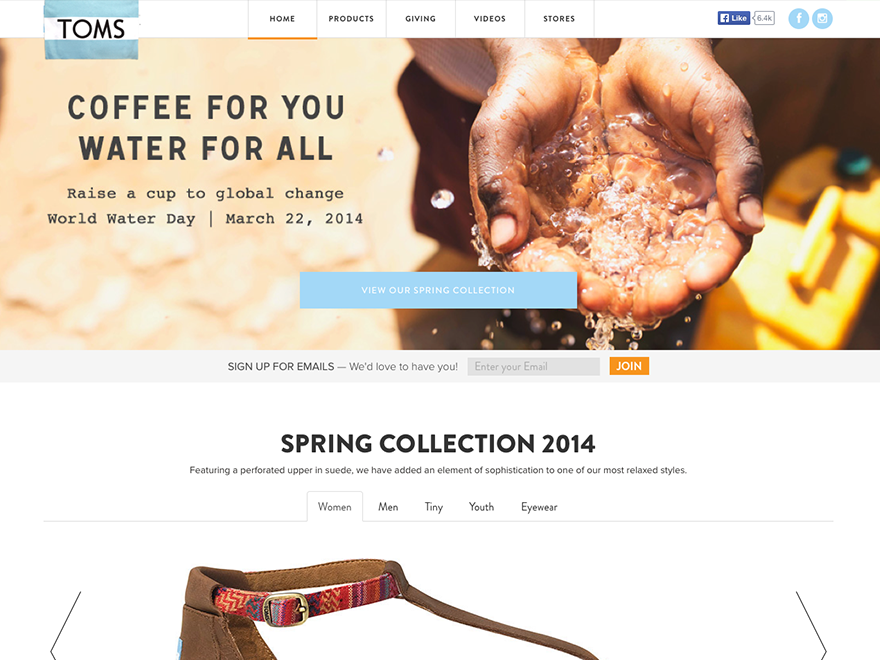 TOMS
HOME
PRODUCTS
GIVING
VIDEOS
STORES
Like
6.4k
COFFEE FOR YOU
WATER FOR ALL
Raise a cup to global change
World Water Day | March 22, 2014
VIEW OUR SPRING COLLECTION
SIGN UP FOR EMAILS — We'd love to have you!
Enter your Email
JOIN
SPRING COLLECTION 2014
Featuring a perforated upper in suede, we have added an element of sophistication to one of our most relaxed styles.
Women
Men
Tiny
Youth
Eyewear